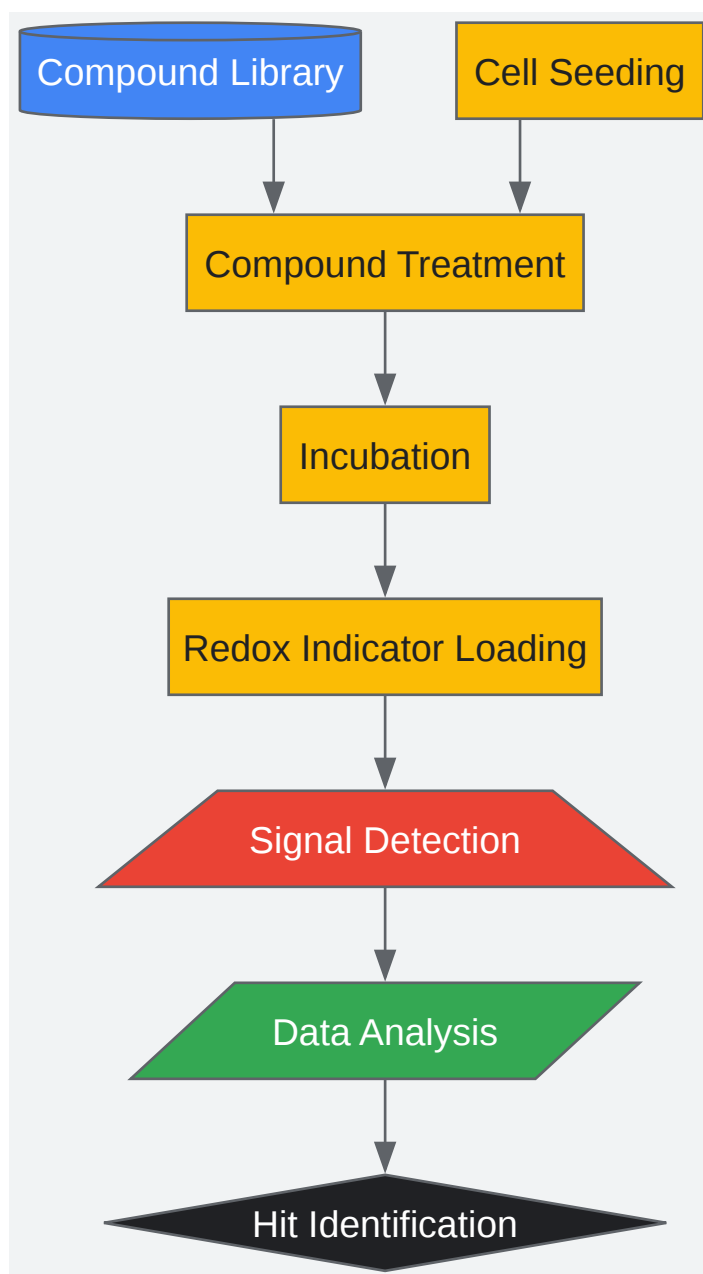 Compound Library
Cell Seeding
Compound Treatment
Incubation
Redox Indicator Loading
Signal Detection
Data Analysis
Hit Identification